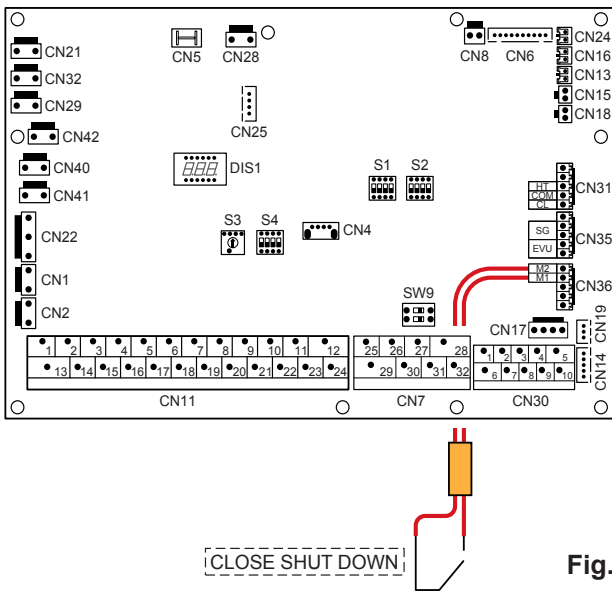 CN21
CN32
CN29
CN42
CN40
CN41
CN22
CN1
CN2
CN5
CN28
CN25
DIS1
S3
S4
CN4
S1
S2
SW9
CN8
CN6
CN24
CN16
CN13
CN15
CN18
HT
COM
CL
CN31
SG
EVU
CN35
M2
M1
CN36
CN17
CN19
CN14
1 2 3 4 5 6 7 8 9 10 11 12
13 14 15 16 17 18 19 20 21 22 23 24
CN11
25 26 27 28
29 30 31 32
CN7
1 2 3 4 5
6 7 8 9 10
CN30
CLOSE SHUT DOWN
Fig.